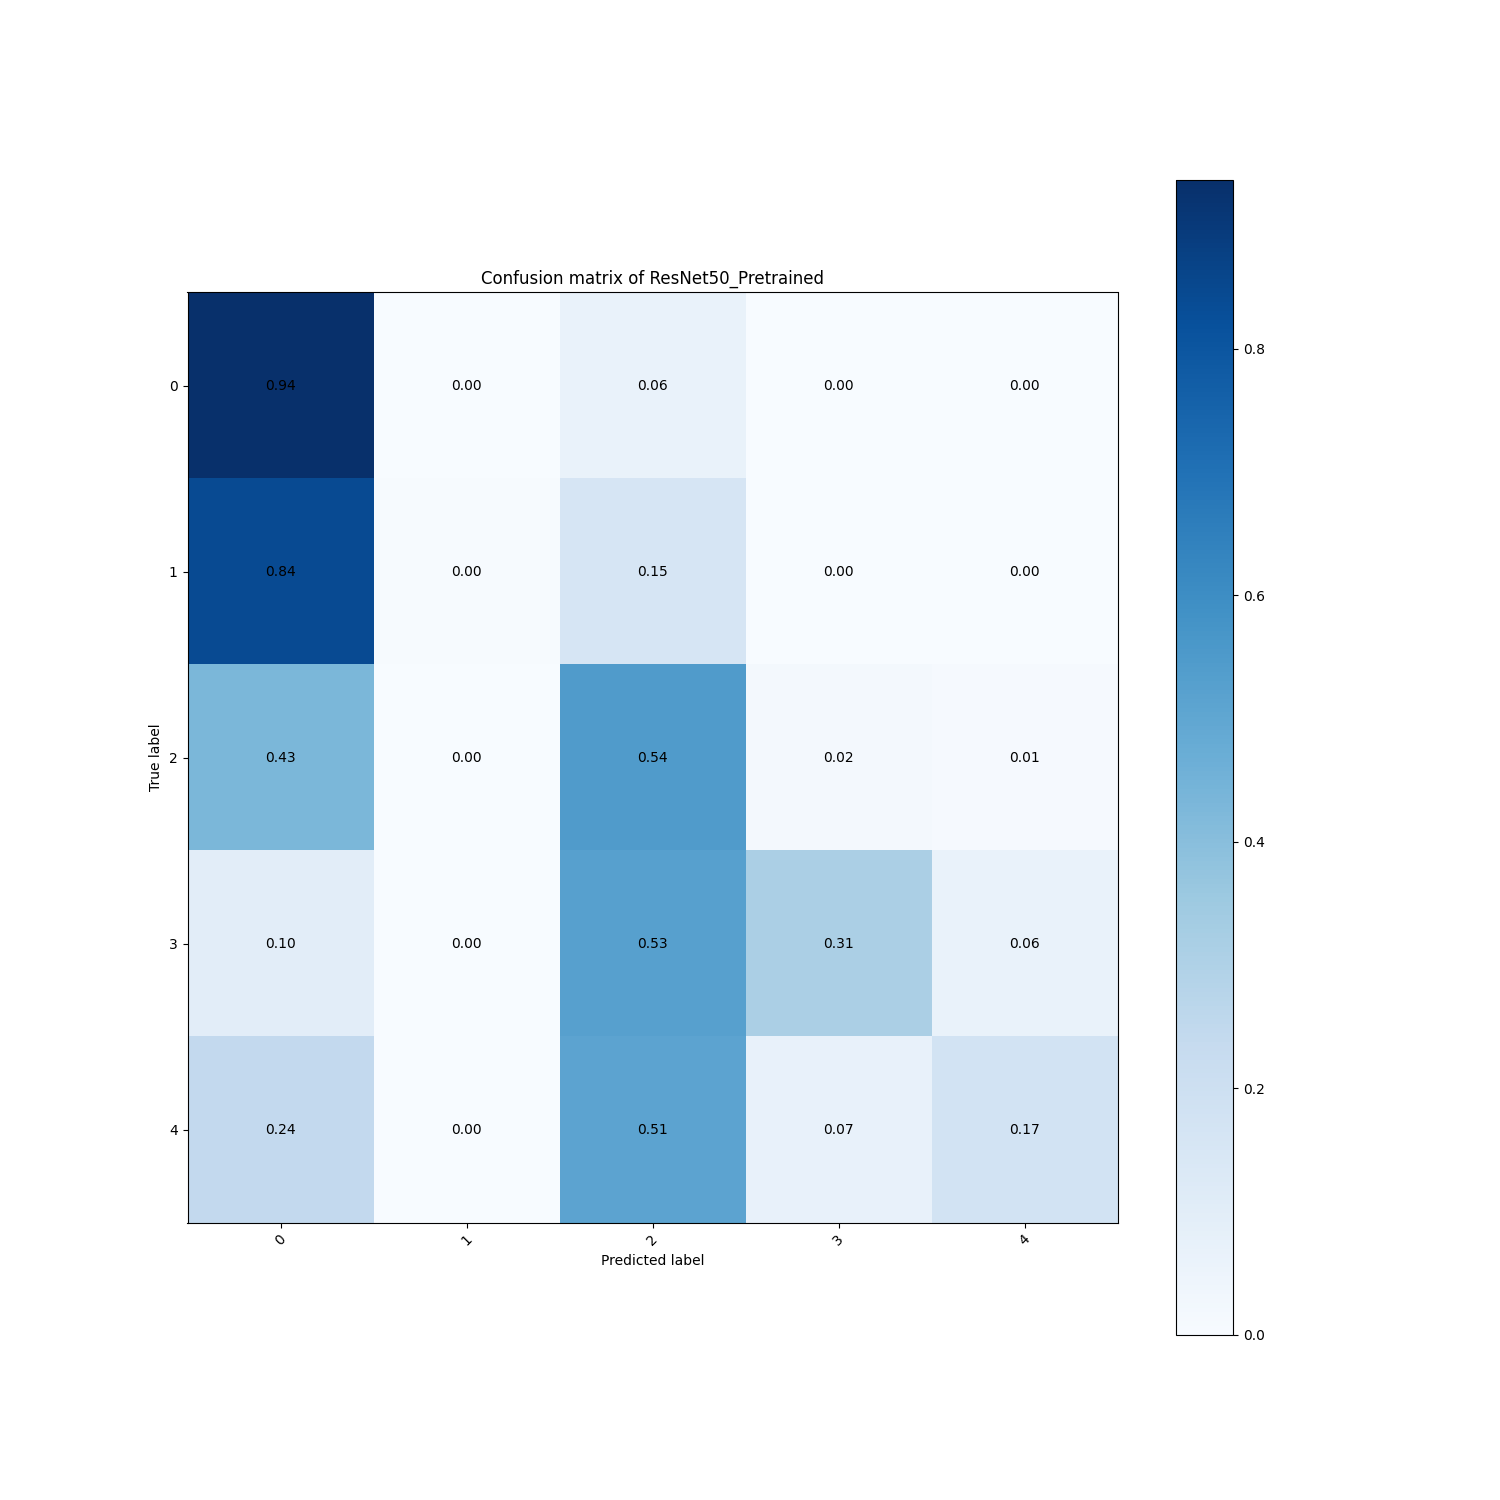 Confusion matrix of ResNet50_Pretrained
0 0.94 0.00 0.06 0.00 0.00
1 0.84 0.00 0.15 0.00 0.00
2 0.43 0.00 0.54 0.02 0.01
3 0.10 0.00 0.53 0.31 0.06
4 0.24 0.00 0.51 0.07 0.17
0 1 2 3 4
True label
Predicted label
0.8
0.6
0.4
0.2
0.0